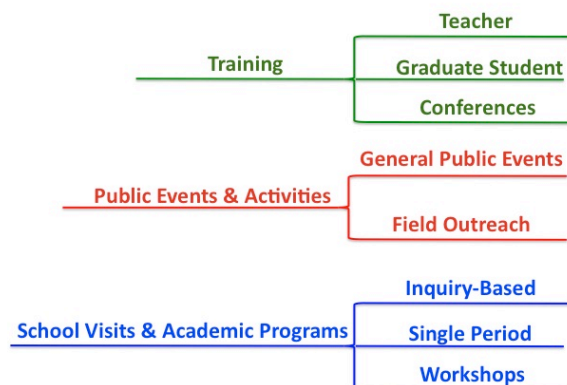 Teacher
Training
Graduate Student
Conferences
General Public Events
Public Events & Activities
Field Outreach
Inquiry-Based
School Visits & Academic Programs
Single Period
Workshops